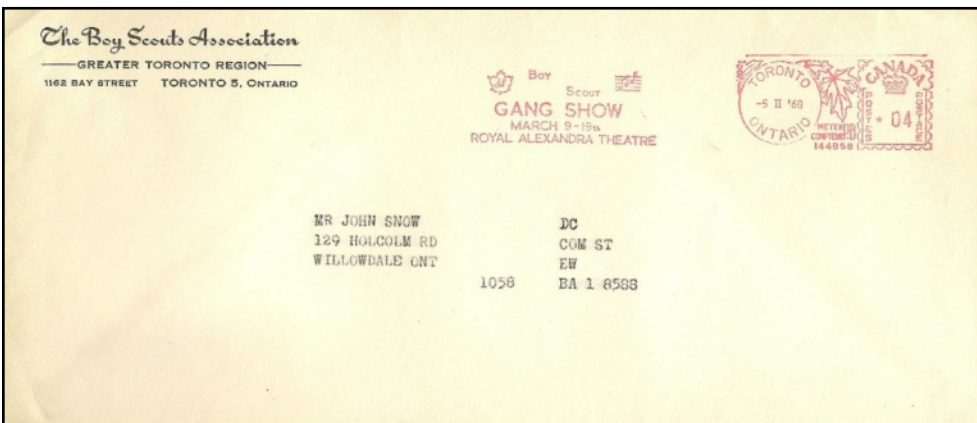 The Boy Scouts Association
GREATER TORONTO REGION
1162 BAY STREET TORONTO 5, ONTARIO
BOY
SCOUT
GANG SHOW
MARCH 9-19th
ROYAL ALEXANDRA THEATRE
TORONTO
-5 II '60
ONTARIO
CANADA
POSTES
POSTAGE
04
METER
144958
MR JOHN SNOW DC
129 HOLCOLM RD COM ST
WILLOWDALE ONT EW
1058 BA 1 8588